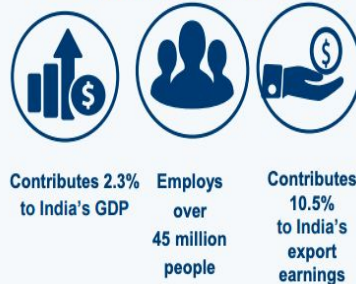 $
$
Contributes 2.3%
to India's GDP
Employs
over
45 million
people
Contributes
10.5%
to India's
export
earnings